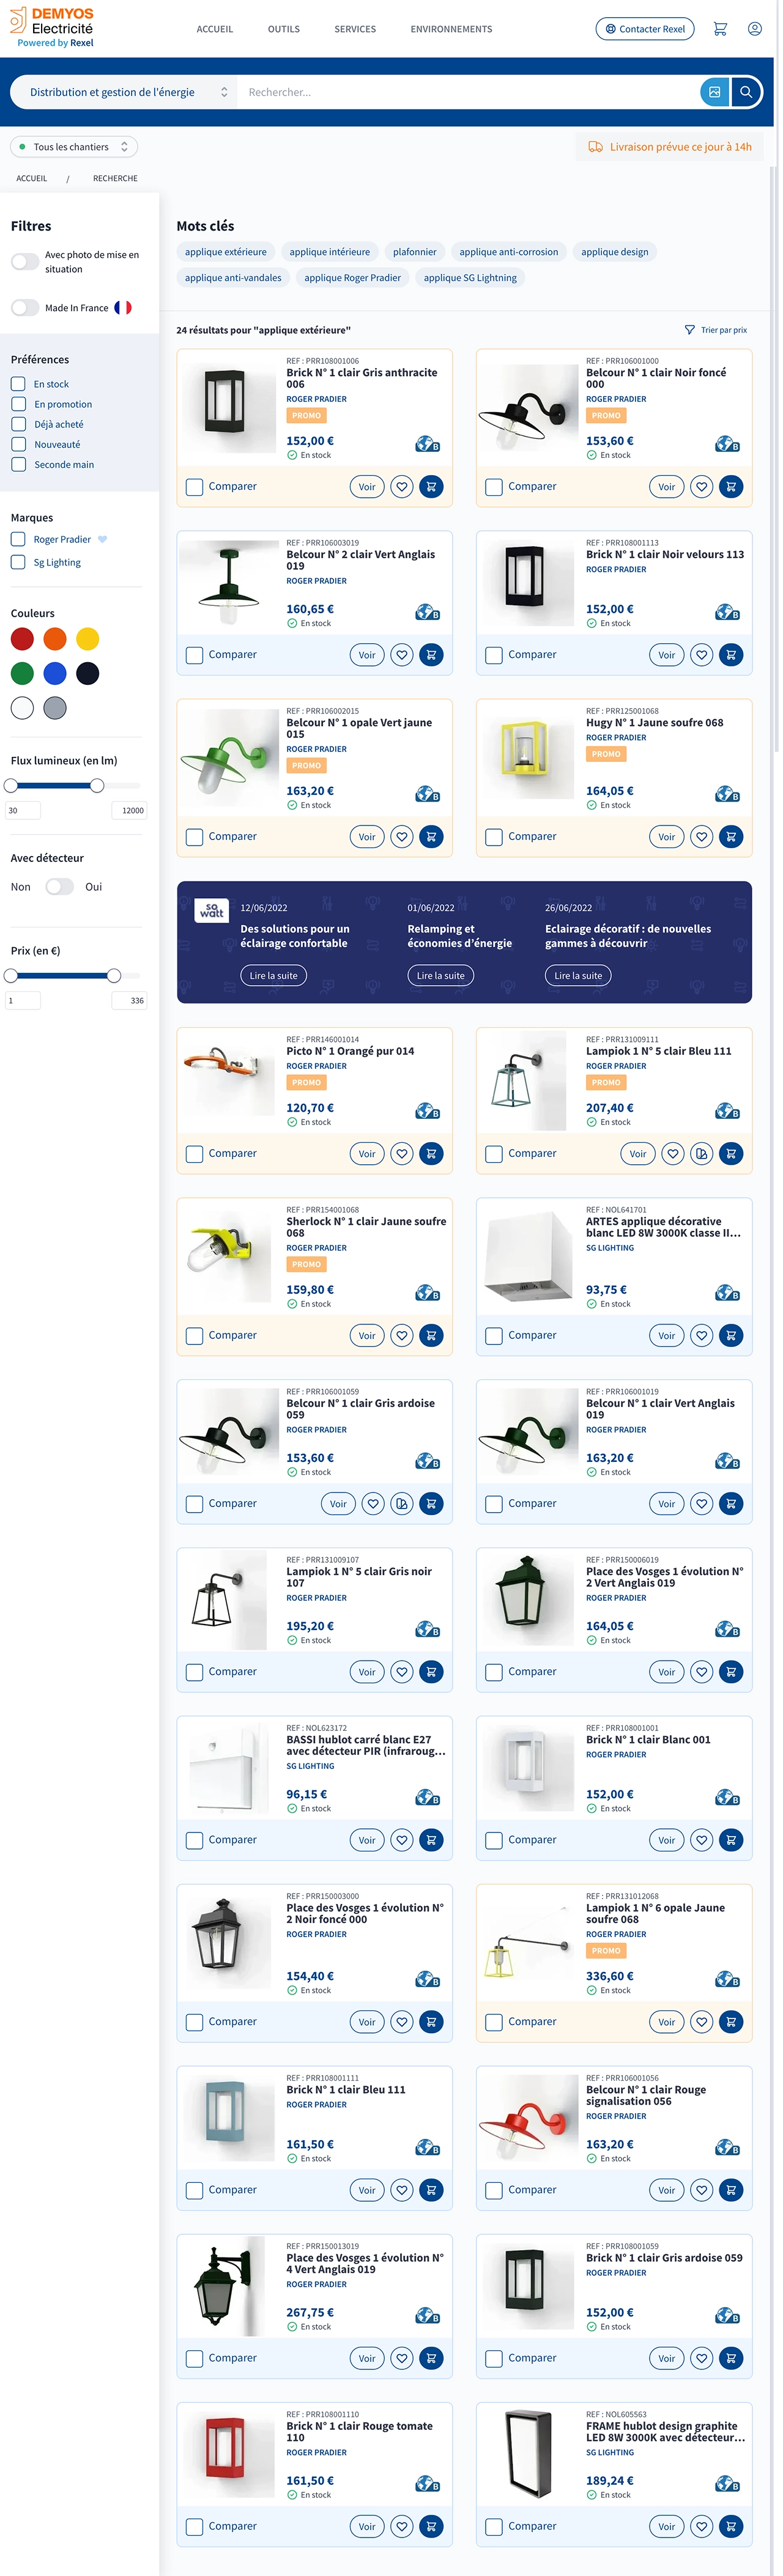 DEMYOS
Electricité
Powered by Rexel
ACCUEIL
OUTILS
SERVICES
ENVIRONNEMENTS
Contacter Rexel
Distribution et gestion de l'énergie
Rechercher...
Tous les chantiers
Livraison prévue ce jour à 14h
ACCUEIL / RECHERCHE
Filtres
Avec photo de mise en
situation
Made In France
Préférences
En stock
En promotion
Déjà acheté
Nouveauté
Seconde main
Marques
Roger Pradier
Sg Lighting
Couleurs
Flux lumineux (en lm)
30
12000
Avec détecteur
Non
Oui
Prix (en €)
1
336
Mots clés
applique extérieure
applique intérieure
plafonnier
applique anti-corrosion
applique design
applique anti-vandales
applique Roger Pradier
applique SG Lightning
24 résultats pour "applique extérieure"
Trier par prix
REF : PRR108001006
Brick N° 1 clair Gris anthracite
006
ROGER PRADIER
PROMO
152,00 €
B
En stock
Comparer
Voir
REF : PRR106001000
Belcour N° 1 clair Noir foncé
000
ROGER PRADIER
PROMO
153,60 €
B
En stock
Comparer
Voir
REF : PRR106003019
Belcour N° 2 clair Vert Anglais
019
ROGER PRADIER
160,65 €
B
En stock
Comparer
Voir
REF : PRR108001113
Brick N° 1 clair Noir velours 113
ROGER PRADIER
152,00 €
B
En stock
Comparer
Voir
REF : PRR106002015
Belcour N° 1 opale Vert jaune
015
ROGER PRADIER
PROMO
163,20 €
B
En stock
Comparer
Voir
REF : PRR125001068
Hugy N° 1 Jaune soufre 068
ROGER PRADIER
PROMO
164,05 €
B
En stock
Comparer
Voir
sa
watt
12/06/2022
Des solutions pour un
éclairage confortable
Lire la suite
01/06/2022
Relamping et
économies d'énergie
Lire la suite
26/06/2022
Eclairage décoratif : de nouvelles
gammes à découvrir
Lire la suite
REF : PRR146001014
Picto N° 1 Orangé pur 014
ROGER PRADIER
PROMO
120,70 €
B
En stock
Comparer
Voir
REF : PRR131009111
Lampiok 1 N° 5 clair Bleu 111
ROGER PRADIER
PROMO
207,40 €
B
En stock
Comparer
Voir
REF : PRR154001068
Sherlock N° 1 clair Jaune soufre
068
ROGER PRADIER
PROMO
159,80 €
B
En stock
Comparer
Voir
REF : NOL641701
ARTES applique décorative
blanc LED 8W 3000K classe II...
SG LIGHTING
93,75 €
B
En stock
Comparer
Voir
REF : PRR106001059
Belcour N° 1 clair Gris ardoise
059
ROGER PRADIER
153,60 €
B
En stock
Comparer
Voir
REF : PRR106001019
Belcour N° 1 clair Vert Anglais
019
ROGER PRADIER
163,20 €
B
En stock
Comparer
Voir
REF : PRR131009107
Lampiok 1 N° 5 clair Gris noir
107
ROGER PRADIER
195,20 €
B
En stock
Comparer
Voir
REF : PRR150006019
Place des Vosges 1 évolution N°
2 Vert Anglais 019
ROGER PRADIER
164,05 €
B
En stock
Comparer
Voir
REF : NOL623172
BASSI hublot carré blanc E27
avec détecteur PIR (infraroug...
SG LIGHTING
96,15 €
B
En stock
Comparer
Voir
REF : PRR108001001
Brick N° 1 clair Blanc 001
ROGER PRADIER
152,00 €
B
En stock
Comparer
Voir
REF : PRR150003000
Place des Vosges 1 évolution N°
2 Noir foncé 000
ROGER PRADIER
154,40 €
B
En stock
Comparer
Voir
REF : PRR131012068
Lampiok 1 N° 6 opale Jaune
soufre 068
ROGER PRADIER
PROMO
336,60 €
B
En stock
Comparer
Voir
REF : PRR108001111
Brick N° 1 clair Bleu 111
ROGER PRADIER
161,50 €
B
En stock
Comparer
Voir
REF : PRR106001056
Belcour N° 1 clair Rouge
signalisation 056
ROGER PRADIER
163,20 €
B
En stock
Comparer
Voir
REF : PRR150013019
Place des Vosges 1 évolution N°
4 Vert Anglais 019
ROGER PRADIER
267,75 €
B
En stock
Comparer
Voir
REF : PRR108001059
Brick N° 1 clair Gris ardoise 059
ROGER PRADIER
152,00 €
B
En stock
Comparer
Voir
REF : PRR108001110
Brick N° 1 clair Rouge tomate
110
ROGER PRADIER
161,50 €
B
En stock
Comparer
Voir
REF : NOL605563
FRAME hublot design graphite
LED 8W 3000K avec détecteur...
SG LIGHTING
189,24 €
B
En stock
Comparer
Voir